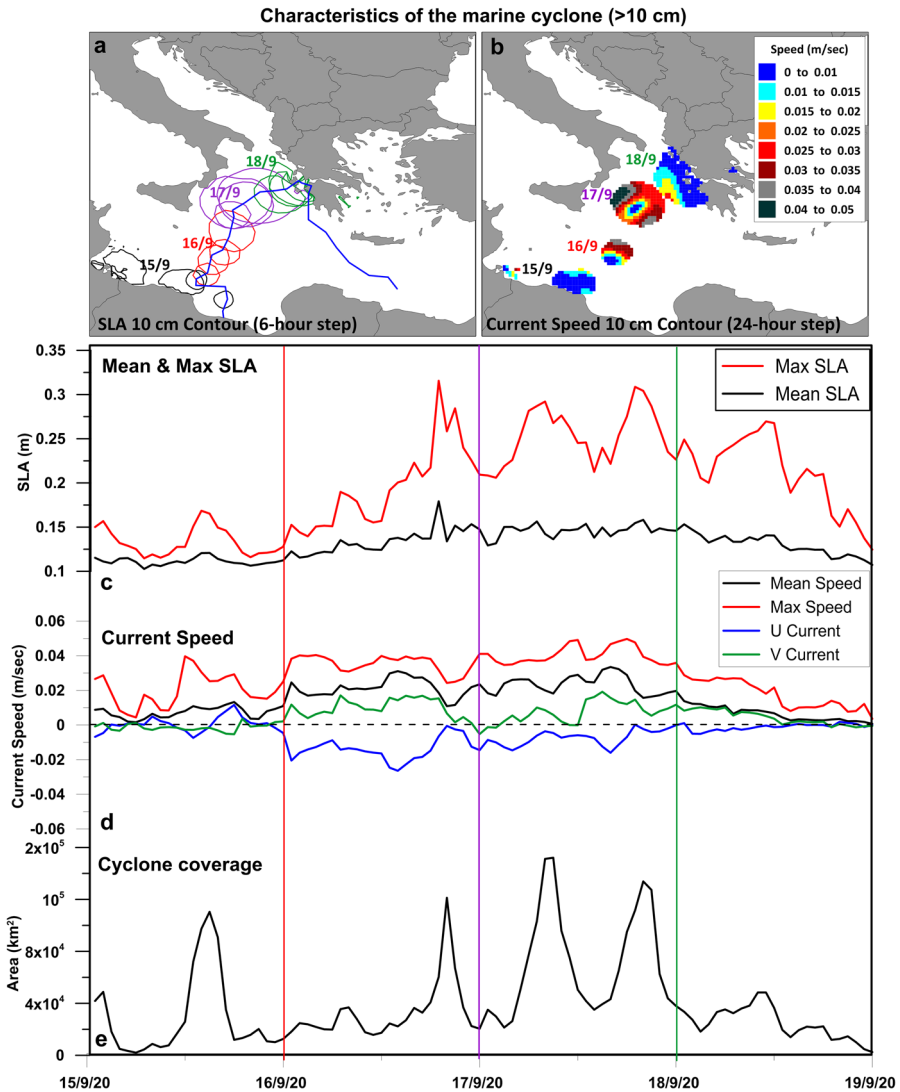 Characteristics of the marine cyclone (>10 cm)
a
18/9
17/9
16/9
15/9
SLA 10 cm Contour (6-hour step)
b
Speed (m/sec)
0 to 0.01
0.01 to 0.015
0.015 to 0.02
0.02 to 0.025
0.025 to 0.03
0.03 to 0.035
0.035 to 0.04
0.04 to 0.05
18/9
17/9
16/9
15/9
Current Speed 10 cm Contour (24-hour step)
Mean & Max SLA
Max SLA
Mean SLA
SLA (m)
0.35
0.3
0.25
0.2
0.15
0.1
c
Current Speed
Mean Speed
Max Speed
U Current
V Current
Current Speed (m/sec)
0.06
0.04
0.02
0
-0.02
-0.04
-0.06
d
Cyclone coverage
Area (km²)
2x10⁵
10⁵
8x10⁴
4x10⁴
0
e
15/9/20 16/9/20 17/9/20 18/9/20 19/9/20